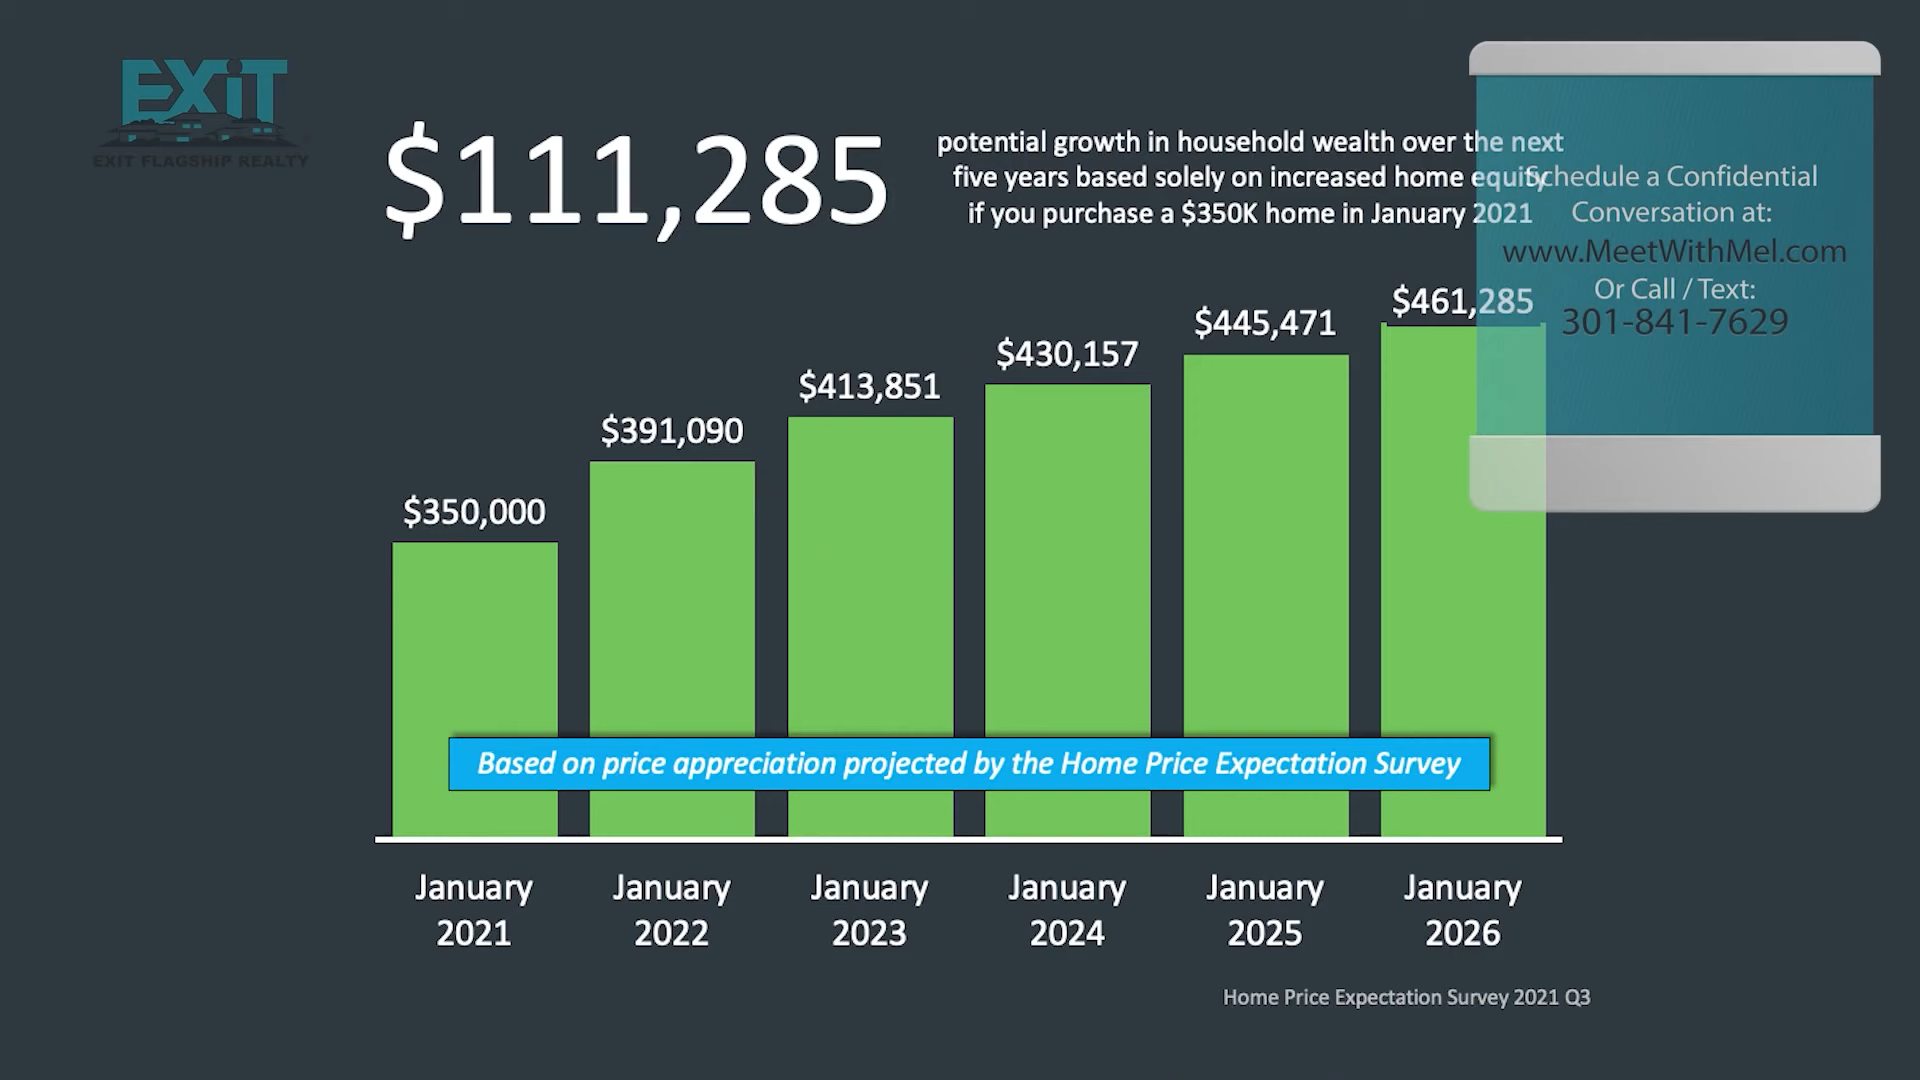 EXiT
EXIT FLAGSHIP REALTY
$111,285
potential growth in household wealth over the next
five years based solely on increased home equity
if you purchase a $350K home in January 2021
Schedule a Confidential
Conversation at:
www.MeetWithMel.com
Or Call / Text:
301-841-7629
$350,000
$391,090
$413,851
$430,157
$445,471
$461,285
Based on price appreciation projected by the Home Price Expectation Survey
January
2021
January
2022
January
2023
January
2024
January
2025
January
2026
Home Price Expectation Survey 2021 Q3